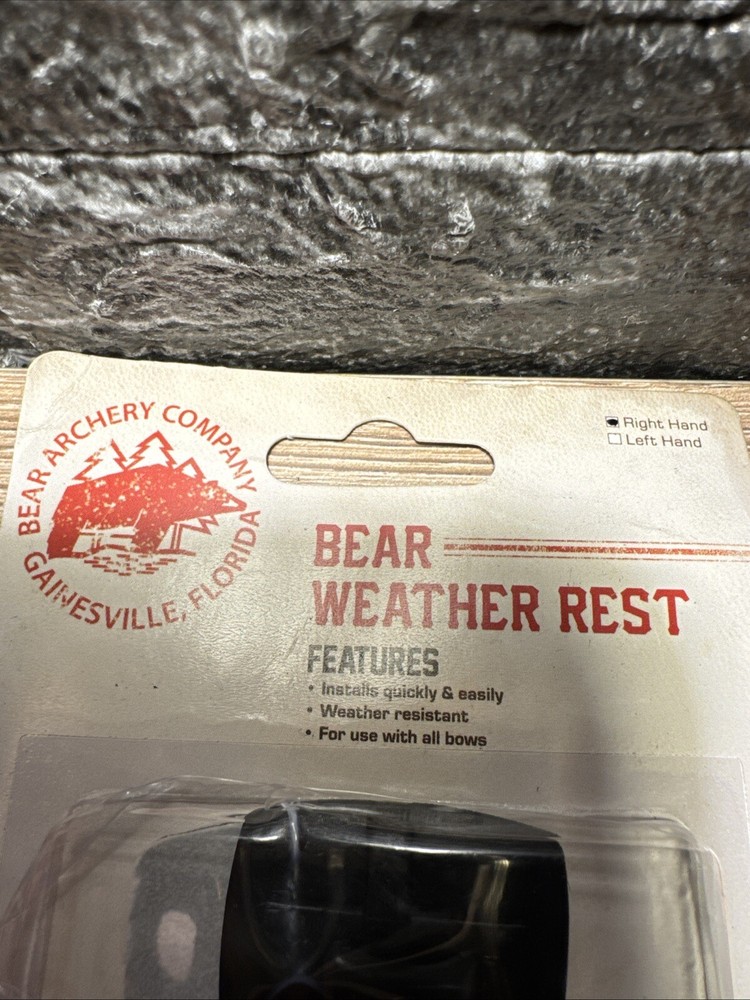 BEAR ARCHERY COMPANY
GAINESVILLE, FLORIDA
Right Hand
Left Hand
BEAR
WEATHER REST
FEATURES
• Installs quickly & easily
• Weather resistant
• For use with all bows